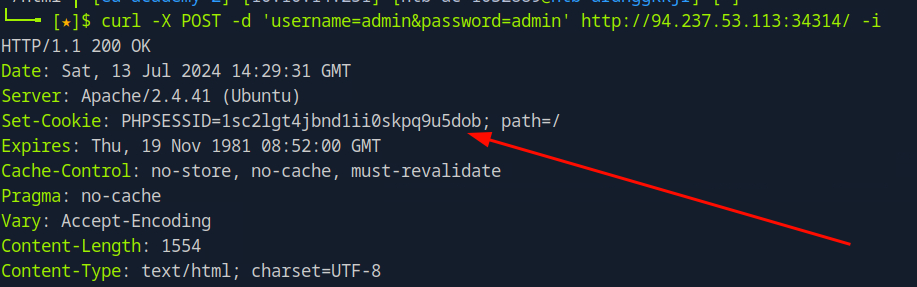 [★]$ curl -X POST -d 'username=admin&password=admin' http://94.237.53.113:34314/ -i
HTTP/1.1 200 OK
Date: Sat, 13 Jul 2024 14:29:31 GMT
Server: Apache/2.4.41 (Ubuntu)
Set-Cookie: PHPSESSID=1sc2lgt4jbnd1ii0skpq9u5dob; path=/
Expires: Thu, 19 Nov 1981 08:52:00 GMT
Cache-Control: no-store, no-cache, must-revalidate
Pragma: no-cache
Vary: Accept-Encoding
Content-Length: 1554
Content-Type: text/html; charset=UTF-8